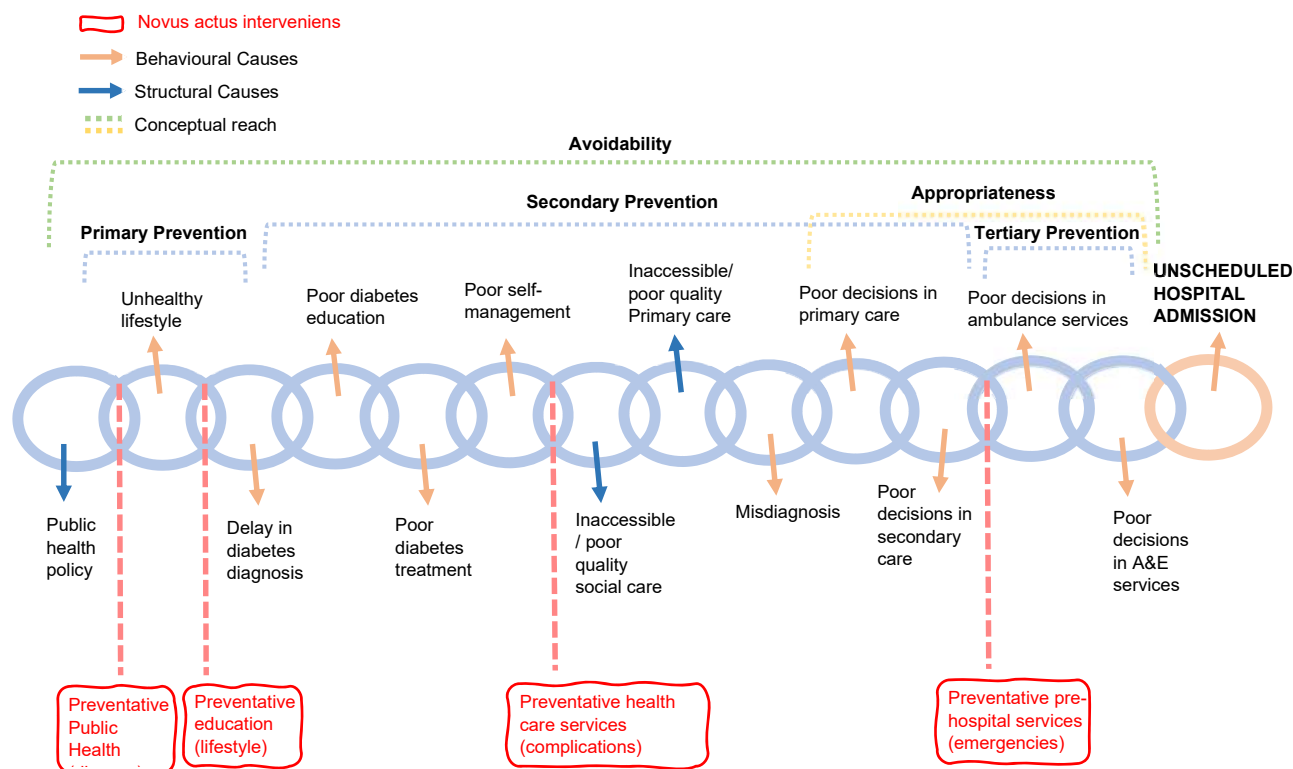 Novus actus interveniens
Behavioural Causes
Structural Causes
Conceptual reach
Avoidability
Appropriateness
Secondary Prevention
Primary Prevention
Tertiary Prevention
Unhealthy
lifestyle
Poor diabetes
education
Poor self-
management
Inaccessible/
poor quality
Primary care
Poor decisions in
primary care
Poor decisions in
ambulance services
UNSCHEDULED
HOSPITAL
ADMISSION
Public
health
policy
Delay in
diabetes
diagnosis
Poor
diabetes
treatment
Inaccessible
/ poor
quality
social care
Misdiagnosis
Poor
decisions in
secondary
care
Poor
decisions
in A&E
services
Preventative
Public
Health
Preventative
education
(lifestyle)
Preventative health
care services
(complications)
Preventative pre-
hospital services
(emergencies)